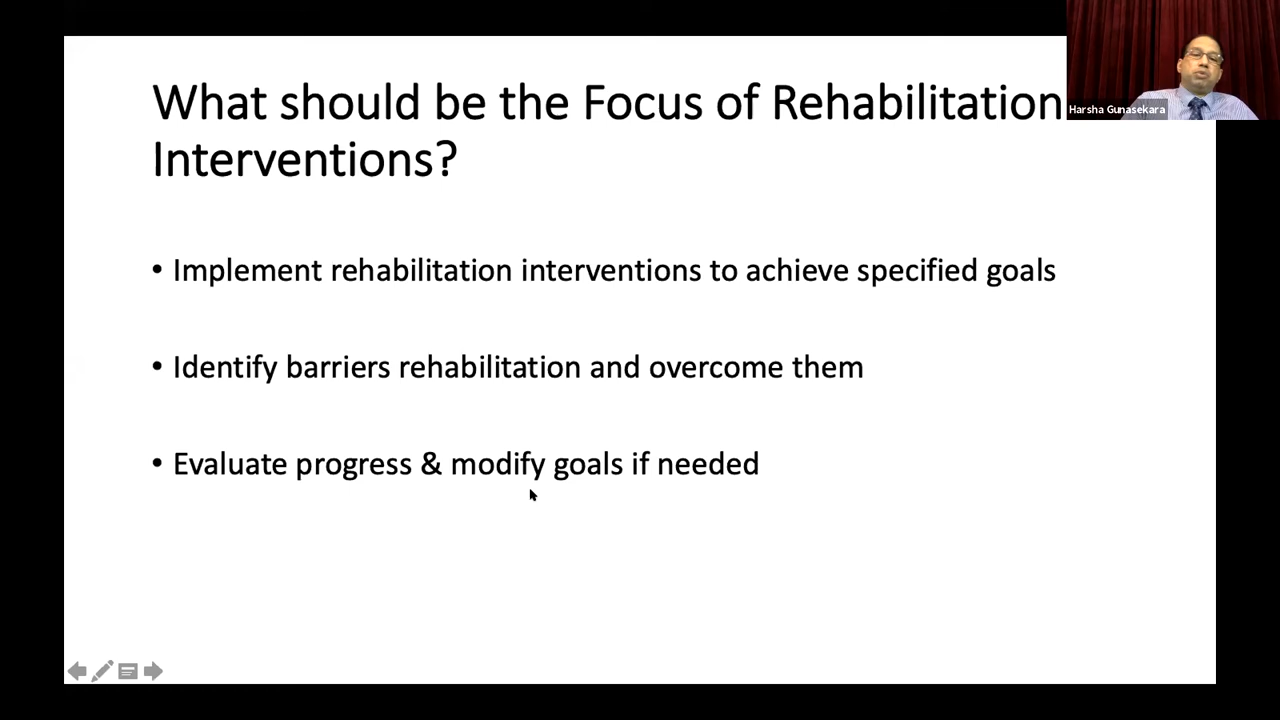 What should be the Focus of Rehabilitation
Interventions?
Harsha Gunasekara
• Implement rehabilitation interventions to achieve specified goals
• Identify barriers rehabilitation and overcome them
• Evaluate progress & modify goals if needed